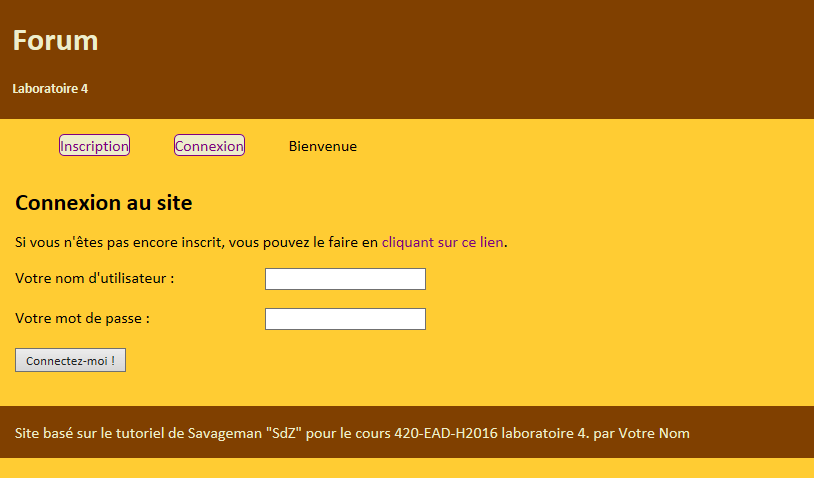 Forum
Laboratoire 4
Inscription Connexion Bienvenue
Connexion au site
Si vous n'êtes pas encore inscrit, vous pouvez le faire en cliquant sur ce lien.
Votre nom d'utilisateur :
Votre mot de passe :
Connectez-moi !
Site basé sur le tutoriel de Savageman "SdZ" pour le cours 420-EAD-H2016 laboratoire 4. par Votre Nom